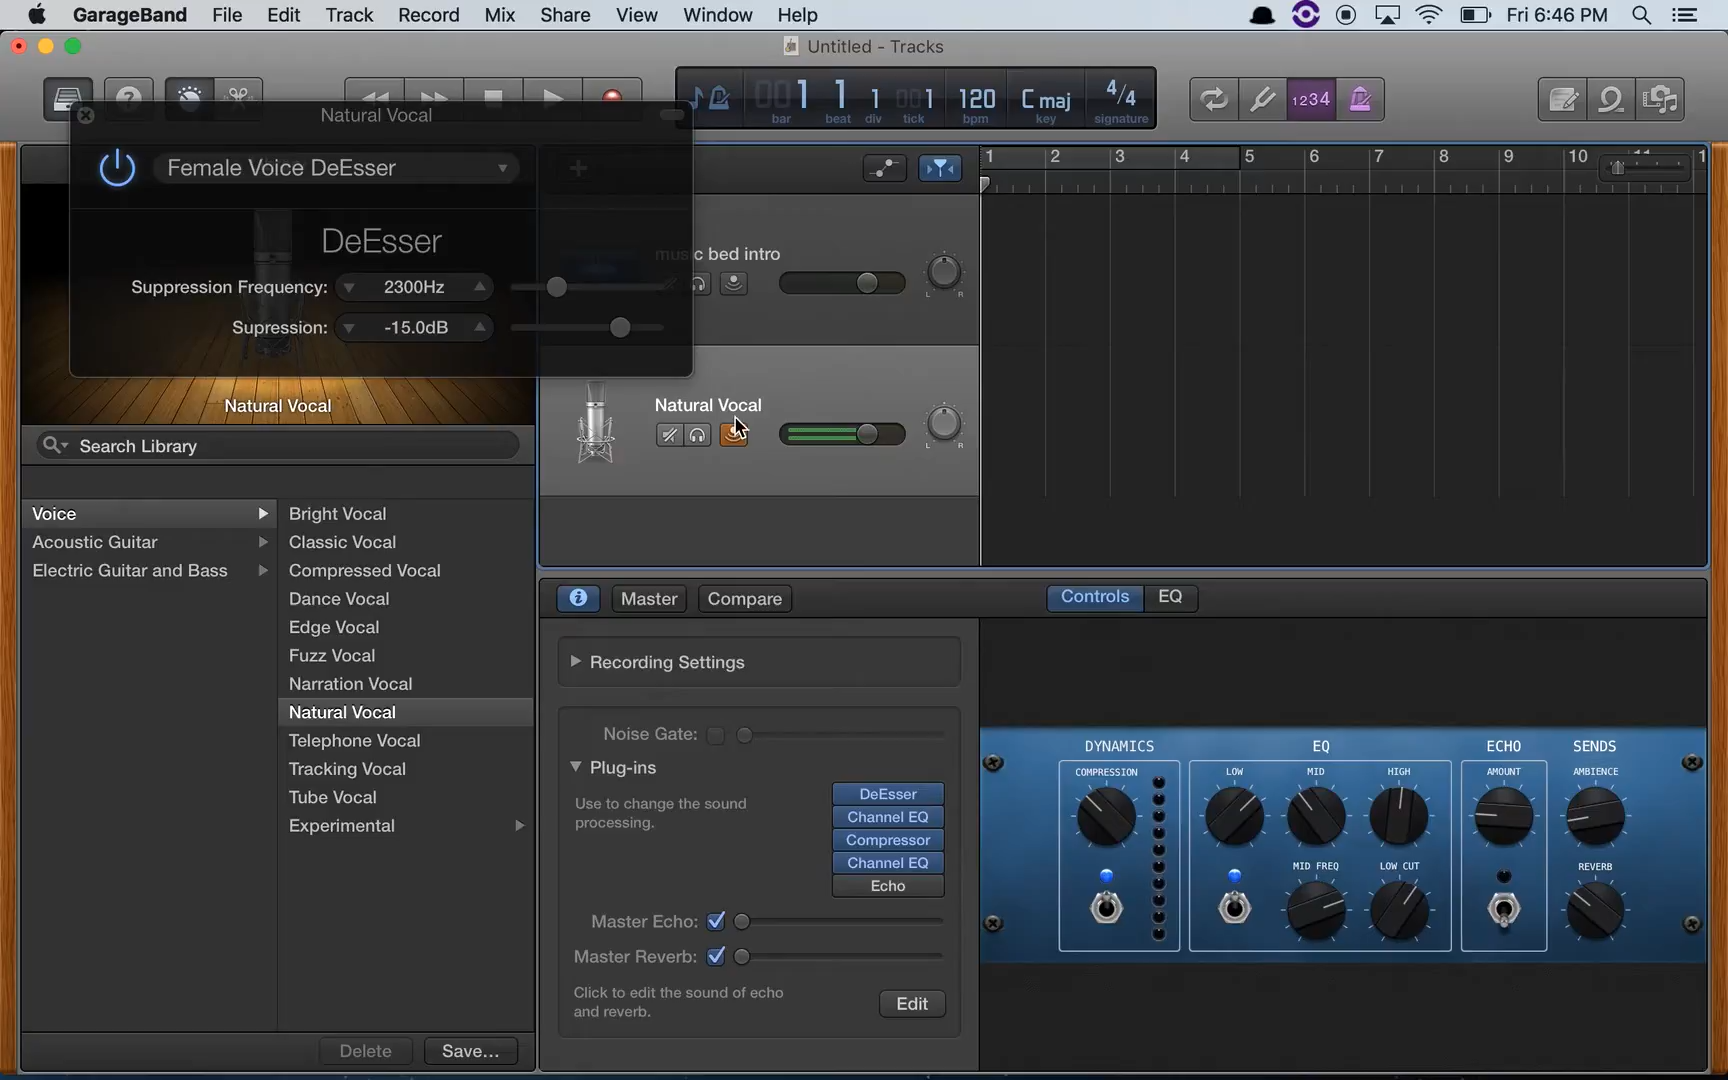 GarageBand File Edit Track Record Mix Share View Window Help Fri 6:46 PM
Untitled - Tracks
1 1 1 1 120 C maj 4/4
bar beat div tick bpm key signature
1234
Natural Vocal
Female Voice DeEsser
DeEsser
Suppression Frequency: 2300Hz
Supression: -15.0dB
Natural Vocal
Search Library
Voice
Acoustic Guitar
Electric Guitar and Bass
Bright Vocal
Classic Vocal
Compressed Vocal
Dance Vocal
Edge Vocal
Fuzz Vocal
Narration Vocal
Natural Vocal
Telephone Vocal
Tracking Vocal
Tube Vocal
Experimental
Delete Save...
1 2 3 4 5 6 7 8 9 10 11 1
music bed intro
L R
Natural Vocal
L R
Master Compare Controls EQ
Recording Settings
Noise Gate:
Plug-ins
Use to change the sound
processing.
DeEsser
Channel EQ
Compressor
Channel EQ
Echo
Master Echo:
Master Reverb:
Click to edit the sound of echo
and reverb.
Edit
DYNAMICS EQ ECHO SENDS
COMPRESSION LOW MID HIGH AMOUNT AMBIENCE
MID FREQ LOW CUT REVERB